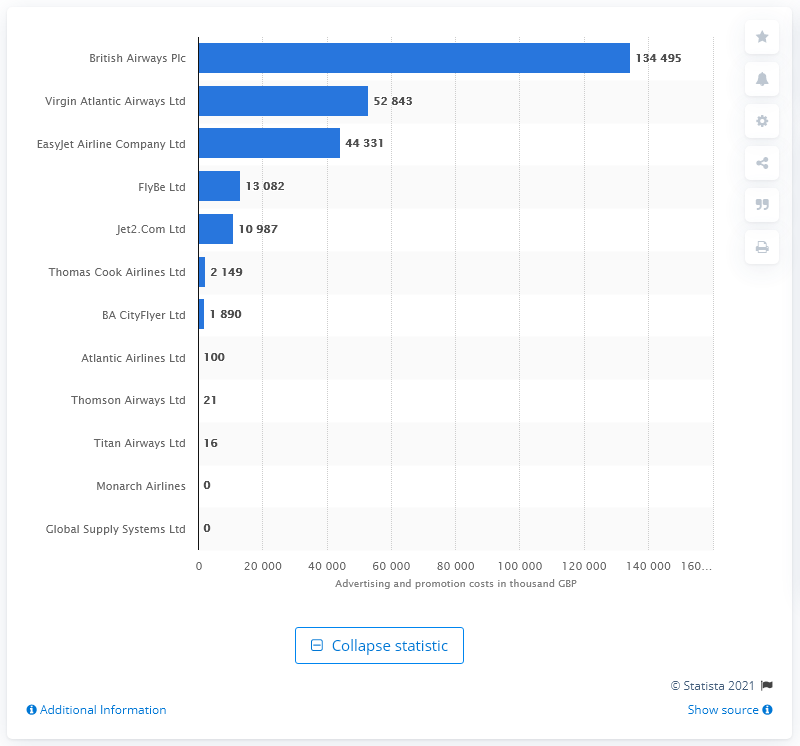 British Airways Plc 134 495
Virgin Atlantic Airways Ltd 52 843
EasyJet Airline Company Ltd 44 331
FlyBe Ltd 13 082
Jet2.Com Ltd 10 987
Thomas Cook Airlines Ltd 2 149
BA CityFlyer Ltd 1 890
Atlantic Airlines Ltd 100
Thomson Airways Ltd 21
Titan Airways Ltd 16
Monarch Airlines 0
Global Supply Systems Ltd 0
0 20 000 40 000 60 000 80 000 100 000 120 000 140 000 160...
Advertising and promotion costs in thousand GBP
Collapse statistic
© Statista 2021
Additional Information Show source